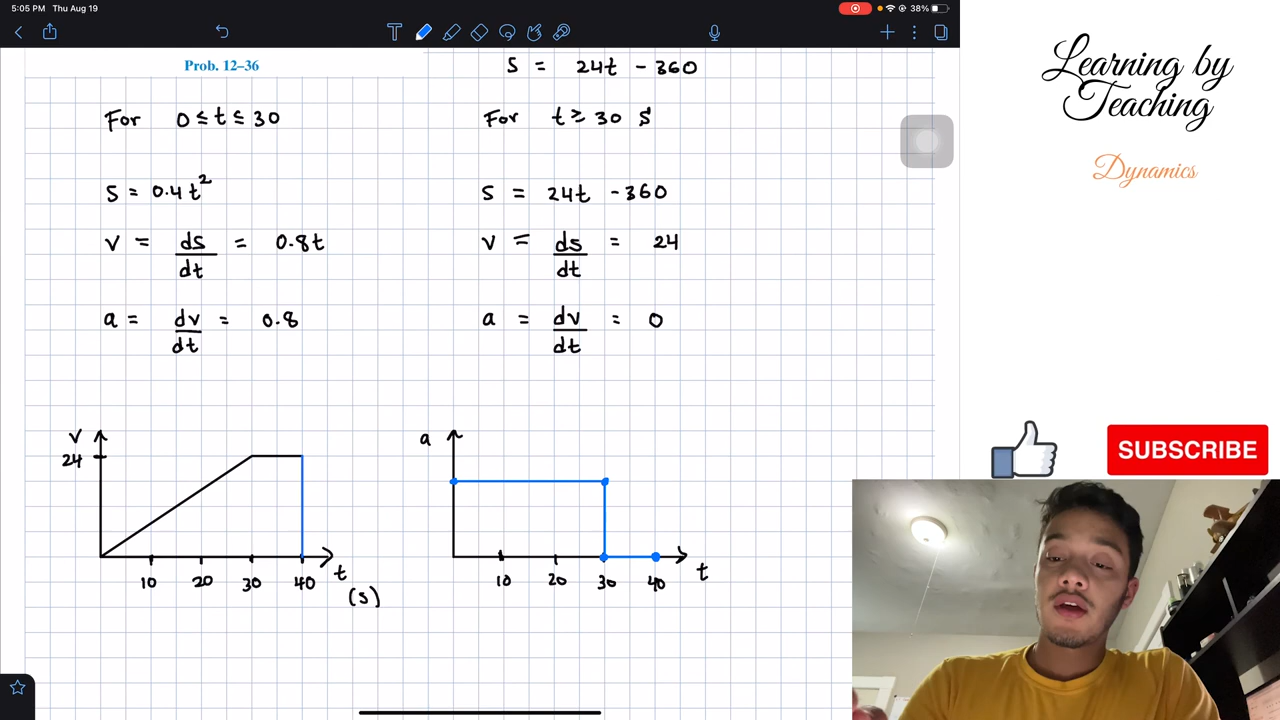 5:05 PM Thu Aug 19
38%
Prob. 12–36
S = 24t - 360
For 0 ≤ t ≤ 30
For t ≥ 30 s
S = 0.4t²
S = 24t - 360
v = ds/dt = 0.8t
v = ds/dt = 24
a = dv/dt = 0.8
a = dv/dt = 0
v
24
10 20 30 40 t
(s)
a
10 20 30 40 t
Learning by
Teaching
Dynamics
SUBSCRIBE